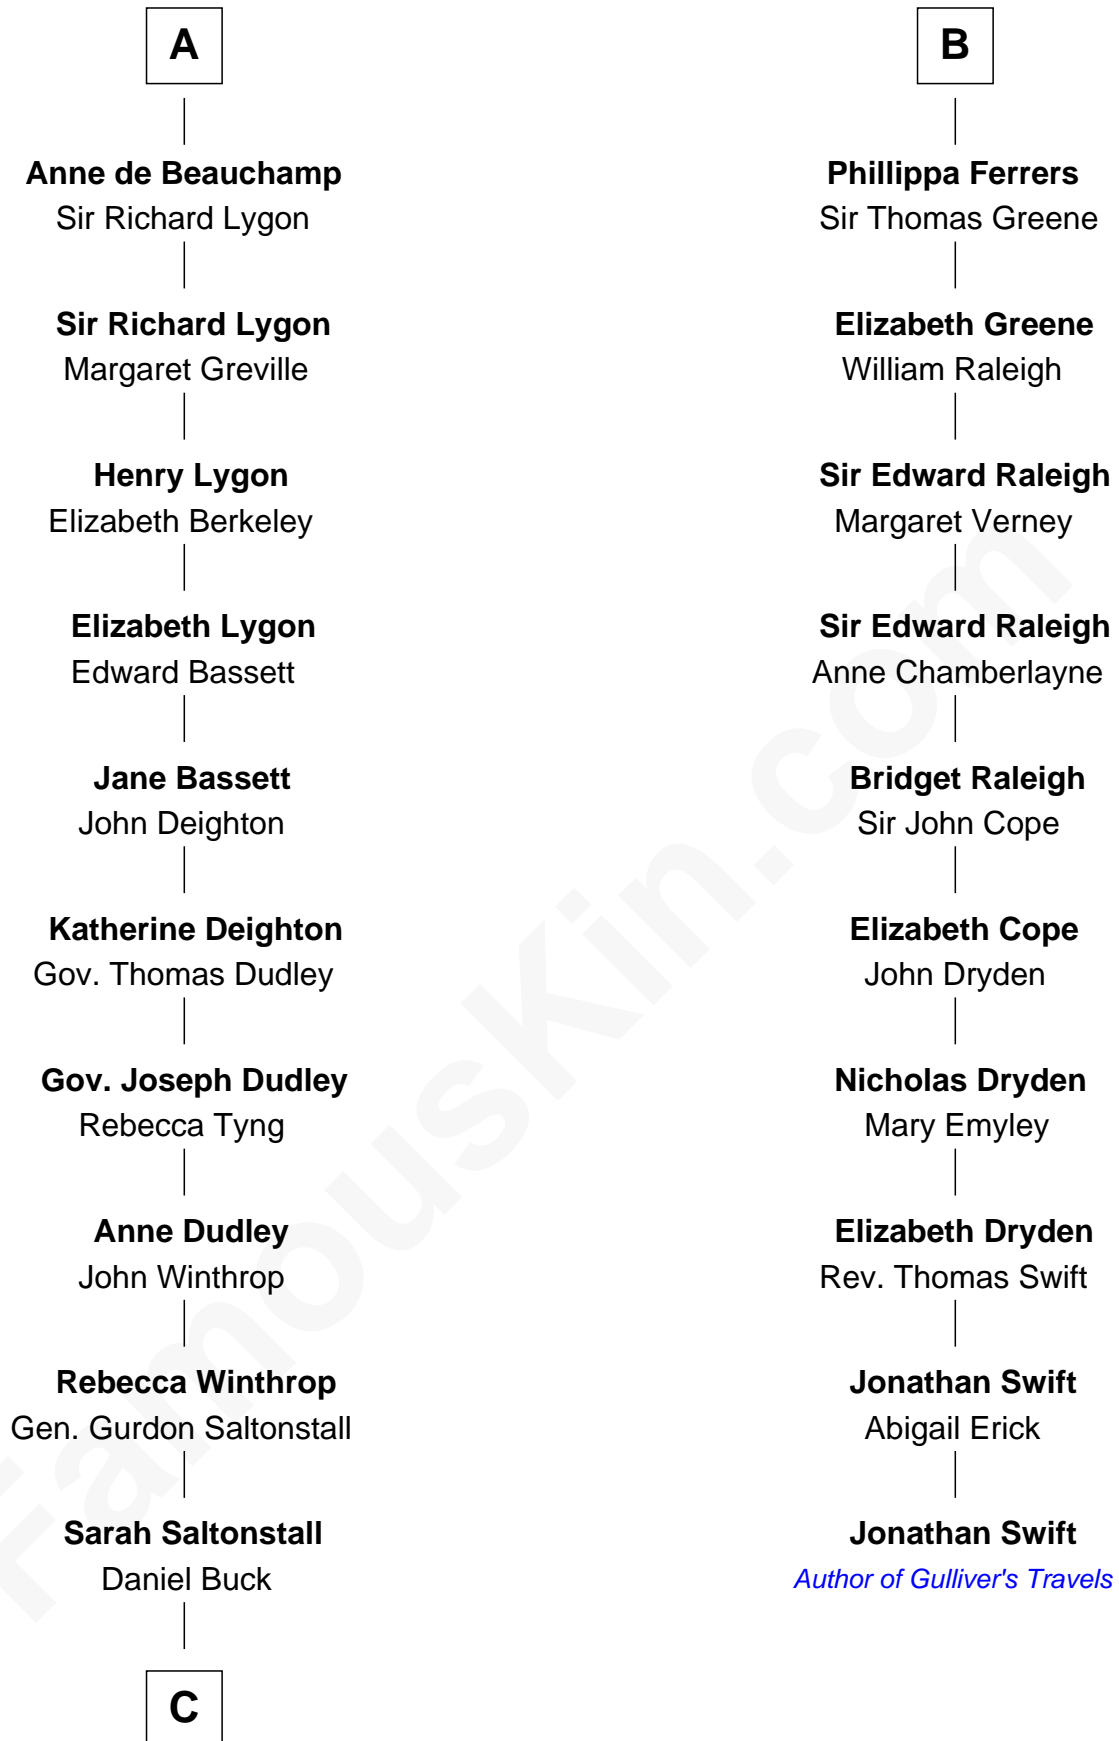 A
Anne de Beauchamp
Sir Richard Lygon
Sir Richard Lygon
Margaret Greville
Henry Lygon
Elizabeth Berkeley
Elizabeth Lygon
Edward Bassett
Jane Bassett
John Deighton
Katherine Deighton
Gov. Thomas Dudley
Gov. Joseph Dudley
Rebecca Tyng
Anne Dudley
John Winthrop
Rebecca Winthrop
Gen. Gurdon Saltonstall
Sarah Saltonstall
Daniel Buck
C
B
Phillippa Ferrers
Sir Thomas Greene
Elizabeth Greene
William Raleigh
Sir Edward Raleigh
Margaret Verney
Sir Edward Raleigh
Anne Chamberlayne
Bridget Raleigh
Sir John Cope
Elizabeth Cope
John Dryden
Nicholas Dryden
Mary Emyley
Elizabeth Dryden
Rev. Thomas Swift
Jonathan Swift
Abigail Erick
Jonathan Swift
Author of Gulliver's Travels
FamousKin.com